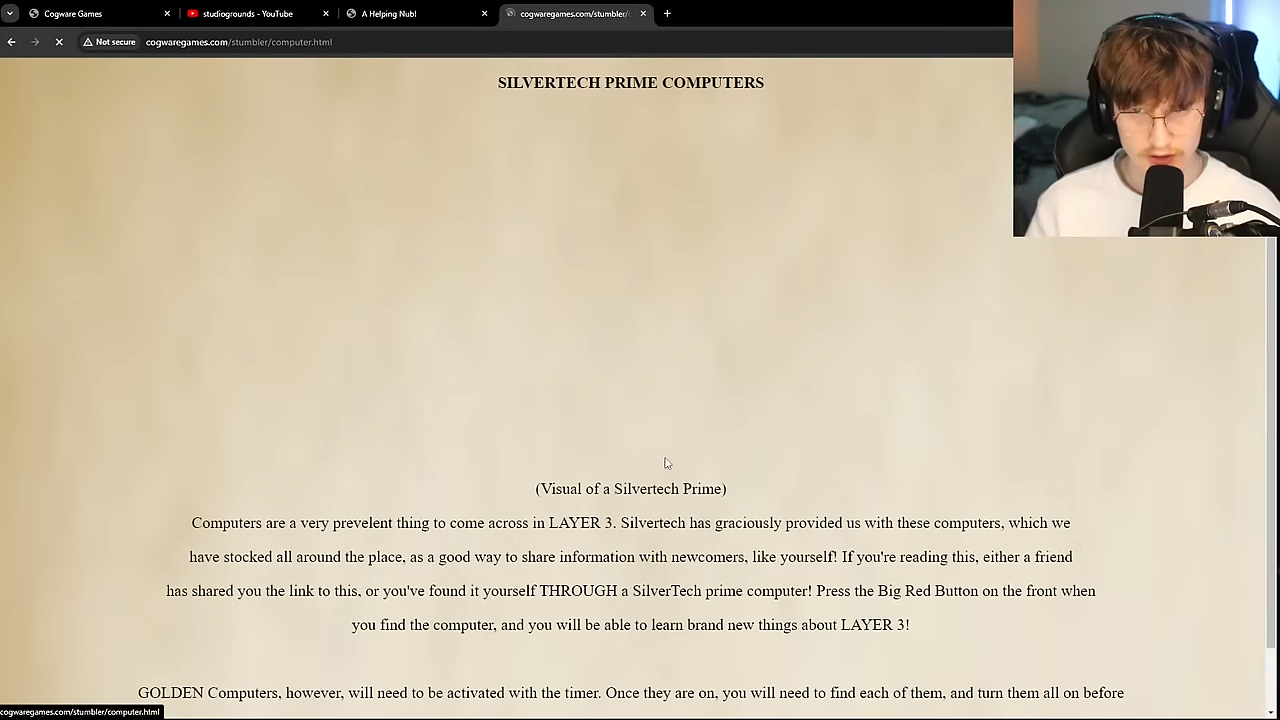 Cogware Games
studiogrounds - YouTube
A Helping Nub!
cogwaregames.com/stumbler/c
Not secure
cogwaregames.com/stumbler/computer.html
SILVERTECH PRIME COMPUTERS
(Visual of a Silvertech Prime)
Computers are a very prevelent thing to come across in LAYER 3. Silvertech has graciously provided us with these computers, which we
have stocked all around the place, as a good way to share information with newcomers, like yourself! If you're reading this, either a friend
has shared you the link to this, or you've found it yourself THROUGH a SilverTech prime computer! Press the Big Red Button on the front when
you find the computer, and you will be able to learn brand new things about LAYER 3!
GOLDEN Computers, however, will need to be activated with the timer. Once they are on, you will need to find each of them, and turn them all on before
cogwaregames.com/stumbler/computer.html